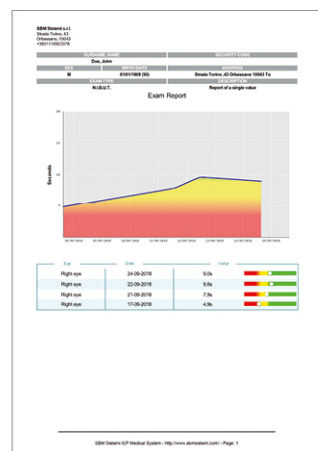 SBM Sistemi s.r.l.
Strada Torino, 43
Orbassano, 10043
SURNAME, NAME SECURITY CODE
Doe, John
SEX BIRTH DATE ADDRESS
M 01/01/1969 (50) Strada Torino ,43 Orbassano 10043 To
EXAM TYPE DESCRIPTION
N.I.B.U.T. Report of a single value
Exam Report
Seconds
Eye Date Value
Right eye 24-09-2018 9,0s
Right eye 22-09-2018 9,6s
Right eye 21-09-2018 7,9s
Right eye 17-09-2018 4,9s
SBM Sistemi ICP Medical System - http://www.sbmsistemi.com/ - Page: 1